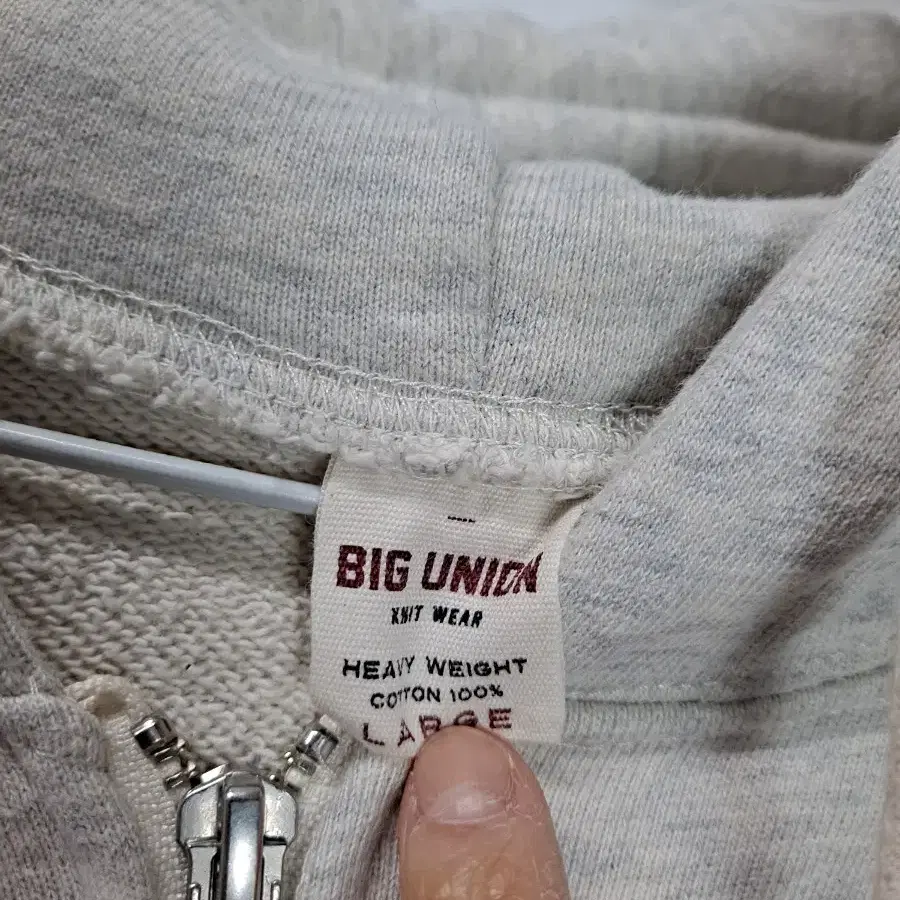 BIG UNION
KNIT WEAR
HEAVY WEIGHT
COTTON 100%
LARGE